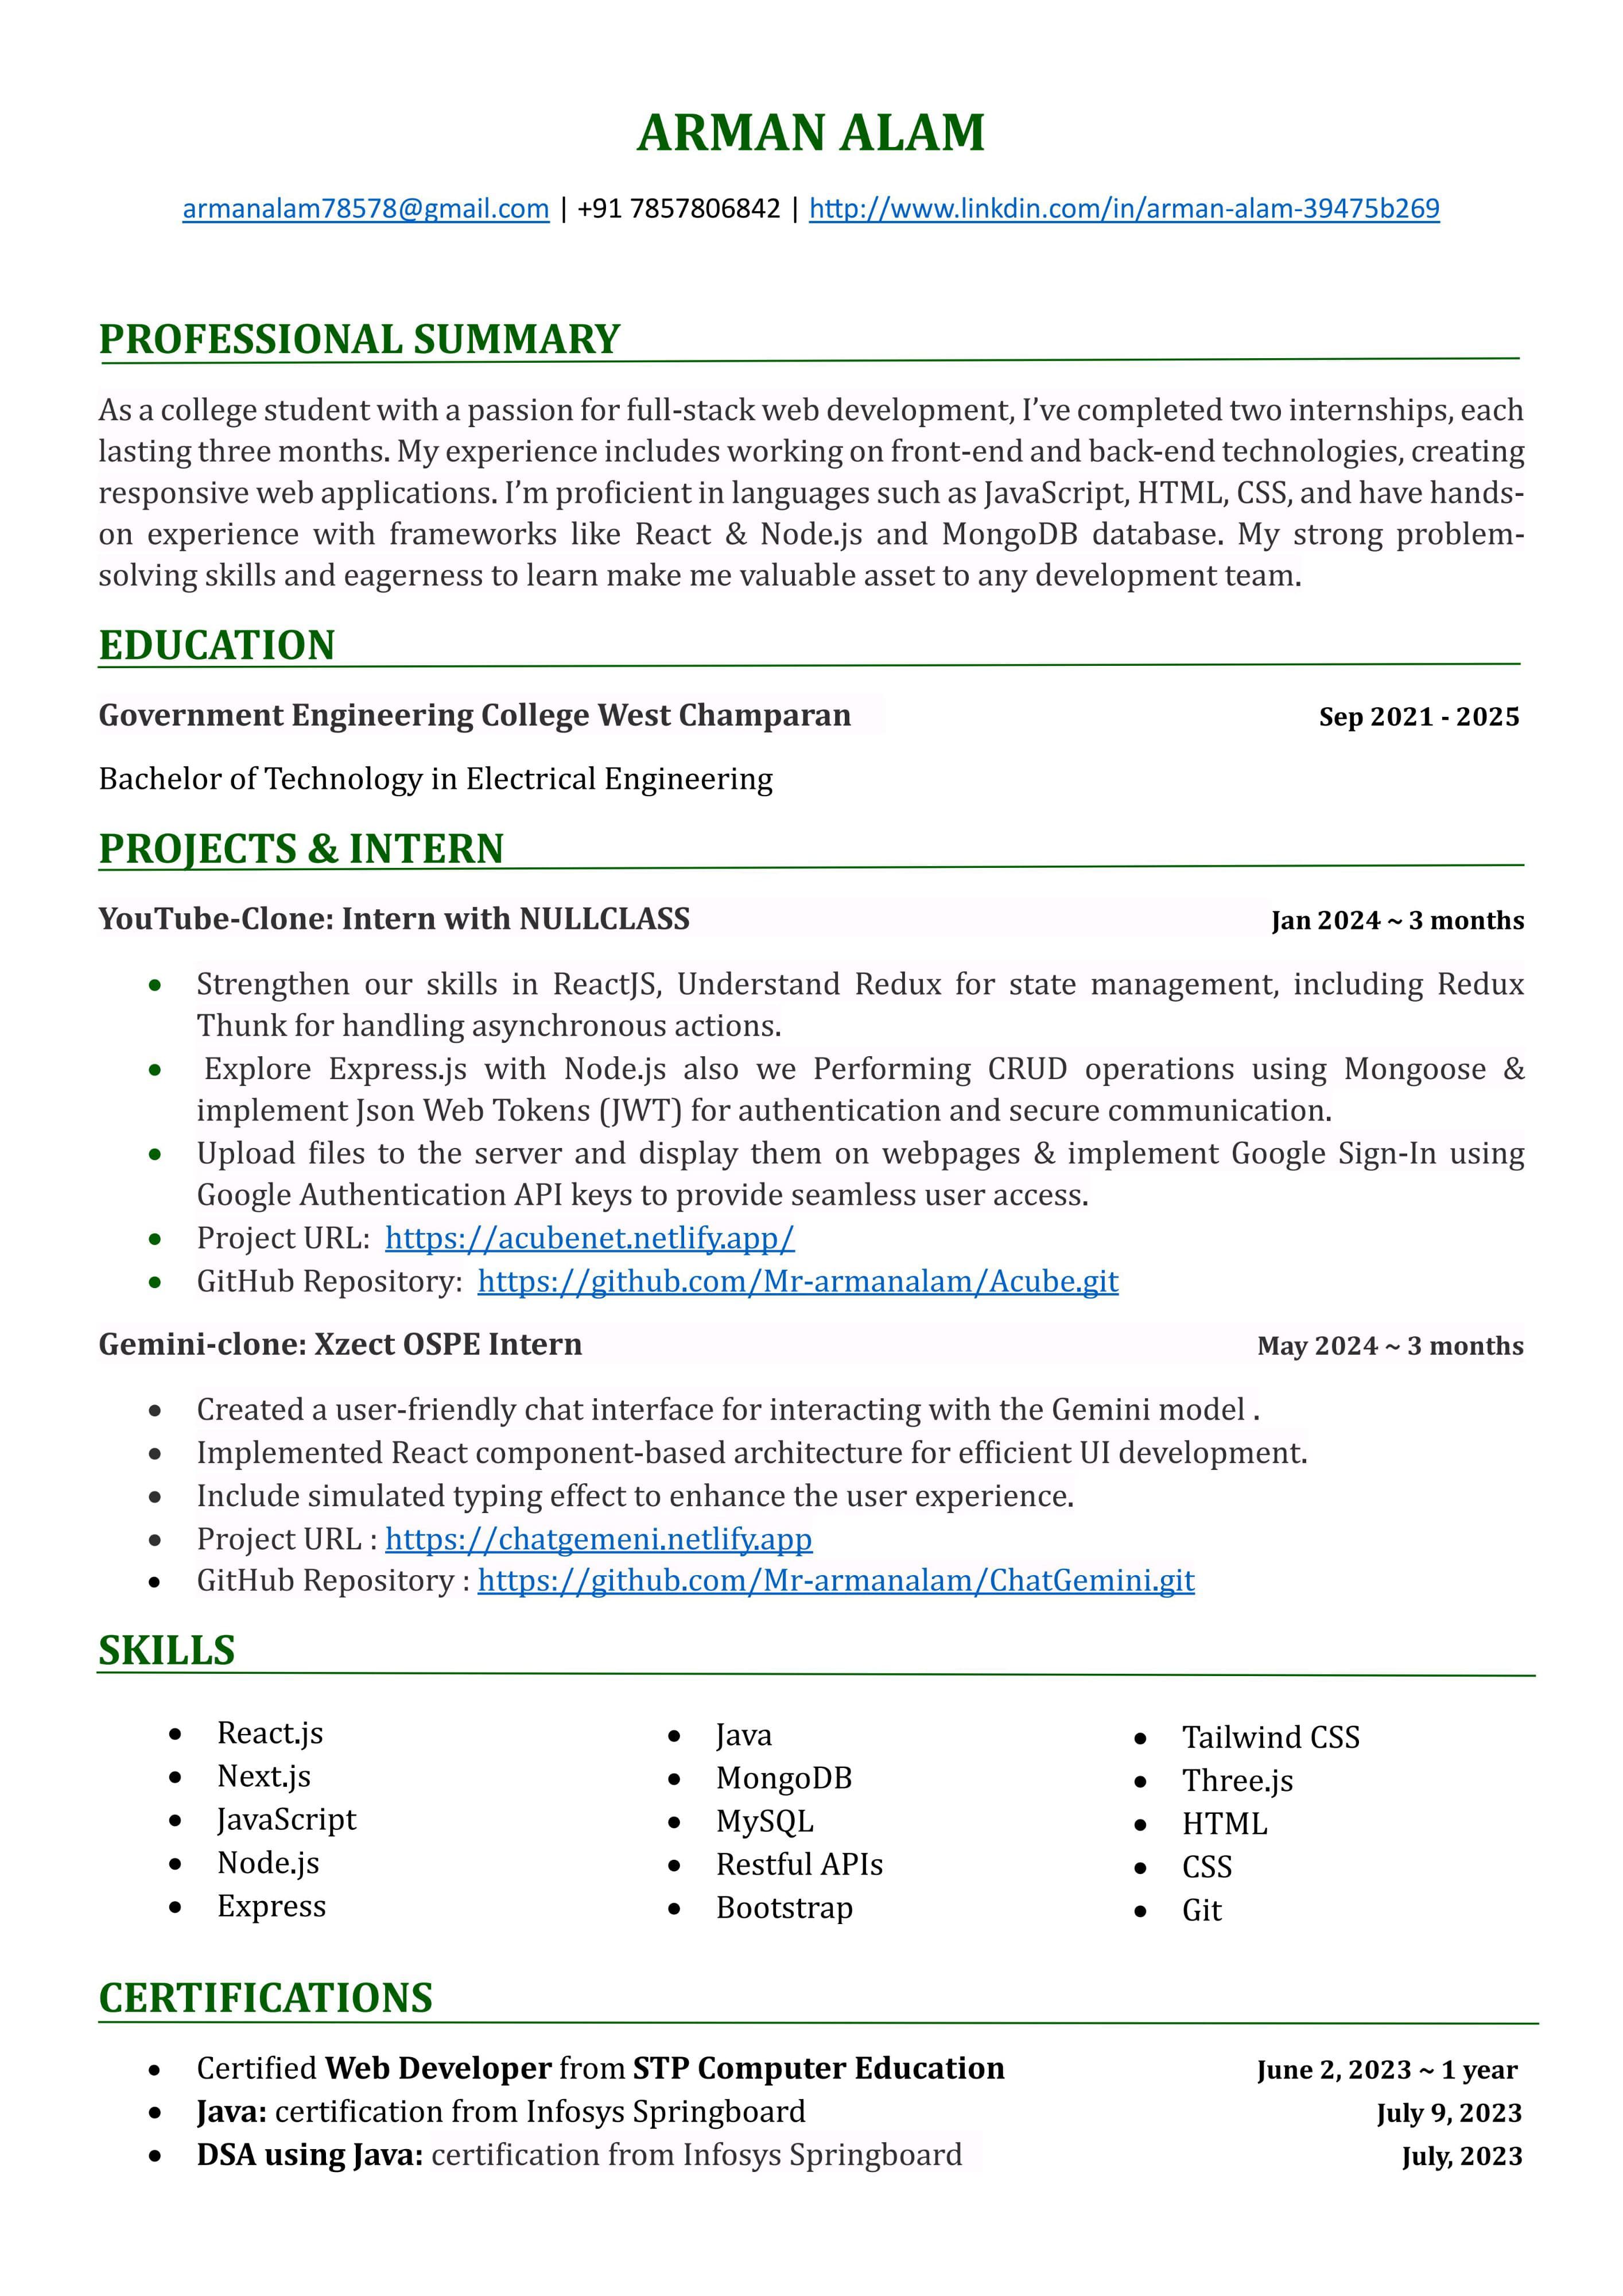 ARMAN ALAM
armanalam78578@gmail.com | +91 7857806842 | http://www.linkdin.com/in/arman-alam-39475b269
PROFESSIONAL SUMMARY
As a college student with a passion for full-stack web development, I’ve completed two internships, each
lasting three months. My experience includes working on front-end and back-end technologies, creating
responsive web applications. I’m proficient in languages such as JavaScript, HTML, CSS, and have hands-
on experience with frameworks like React & Node.js and MongoDB database. My strong problem-
solving skills and eagerness to learn make me valuable asset to any development team.
EDUCATION
Government Engineering College West Champaran Sep 2021 - 2025
Bachelor of Technology in Electrical Engineering
PROJECTS & INTERN
YouTube-Clone: Intern with NULLCLASS Jan 2024 ~ 3 months
• Strengthen our skills in ReactJS, Understand Redux for state management, including Redux
Thunk for handling asynchronous actions.
• Explore Express.js with Node.js also we Performing CRUD operations using Mongoose &
implement Json Web Tokens (JWT) for authentication and secure communication.
• Upload files to the server and display them on webpages & implement Google Sign-In using
Google Authentication API keys to provide seamless user access.
• Project URL: https://acubenet.netlify.app/
• GitHub Repository: https://github.com/Mr-armanalam/Acube.git
Gemini-clone: Xzect OSPE Intern May 2024 ~ 3 months
• Created a user-friendly chat interface for interacting with the Gemini model .
• Implemented React component-based architecture for efficient UI development.
• Include simulated typing effect to enhance the user experience.
• Project URL : https://chatgemeni.netlify.app
• GitHub Repository : https://github.com/Mr-armanalam/ChatGemini.git
SKILLS
• React.js
• Next.js
• JavaScript
• Node.js
• Express
• Java
• MongoDB
• MySQL
• Restful APIs
• Bootstrap
• Tailwind CSS
• Three.js
• HTML
• CSS
• Git
CERTIFICATIONS
• Certified Web Developer from STP Computer Education June 2, 2023 ~ 1 year
• Java: certification from Infosys Springboard July 9, 2023
• DSA using Java: certification from Infosys Springboard July, 2023